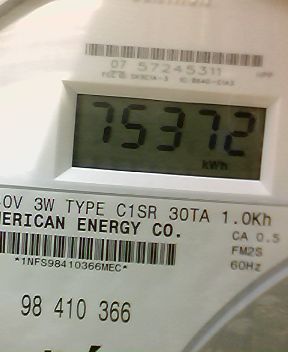 07 57245311
75372
kWh
0V 3W TYPE C1SR 30TA 1.0Kh
ERICAN ENERGY CO.
CA 0.5
FM2S
*1NFS98410366MEC*
60Hz
98 410 366